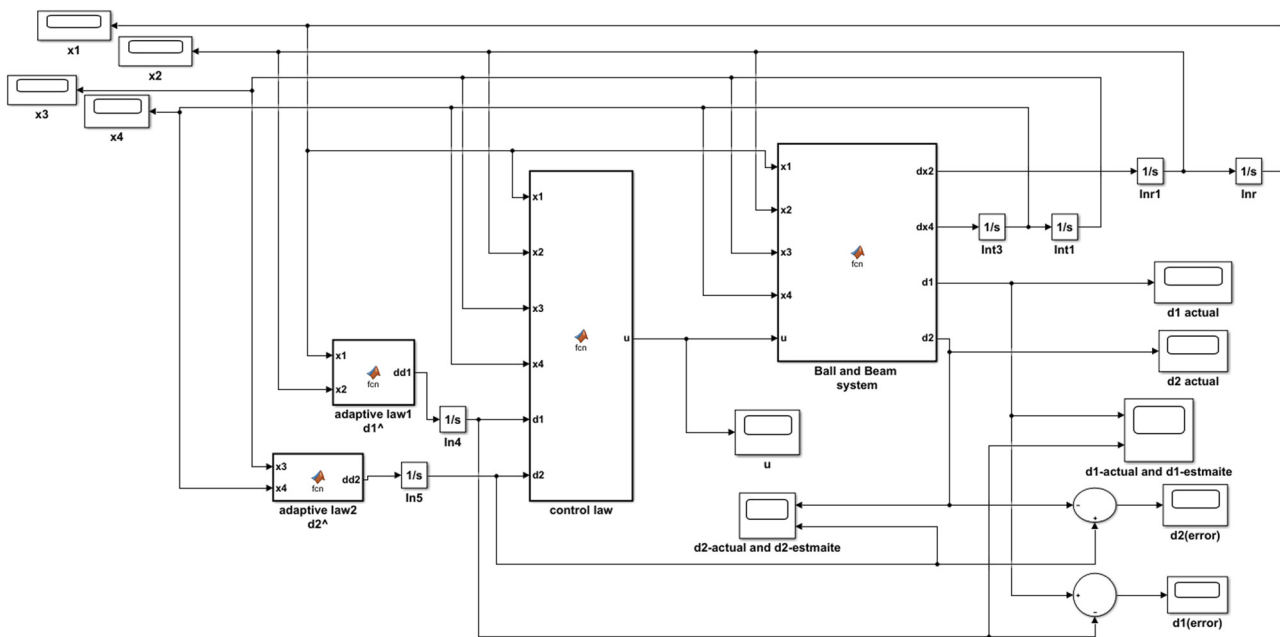 x1
x2
x3
x4
x1
x2
x3
x4
u
fcn
dx2
dx4
d1
d2
Ball and Beam
system
1/s
Inr1
1/s
Inr
1/s
Int3
1/s
Int1
x1
x2
x3
x4
d1
d2
fcn
u
control law
x1
x2
fcn
dd1
adaptive law1
d1^
1/s
In4
x3
x4
fcn
dd2
adaptive law2
d2^
1/s
In5
u
d1 actual
d2 actual
d1-actual and d1-estmaite
d2-actual and d2-estmaite
-
+
d2(error)
+
-
d1(error)